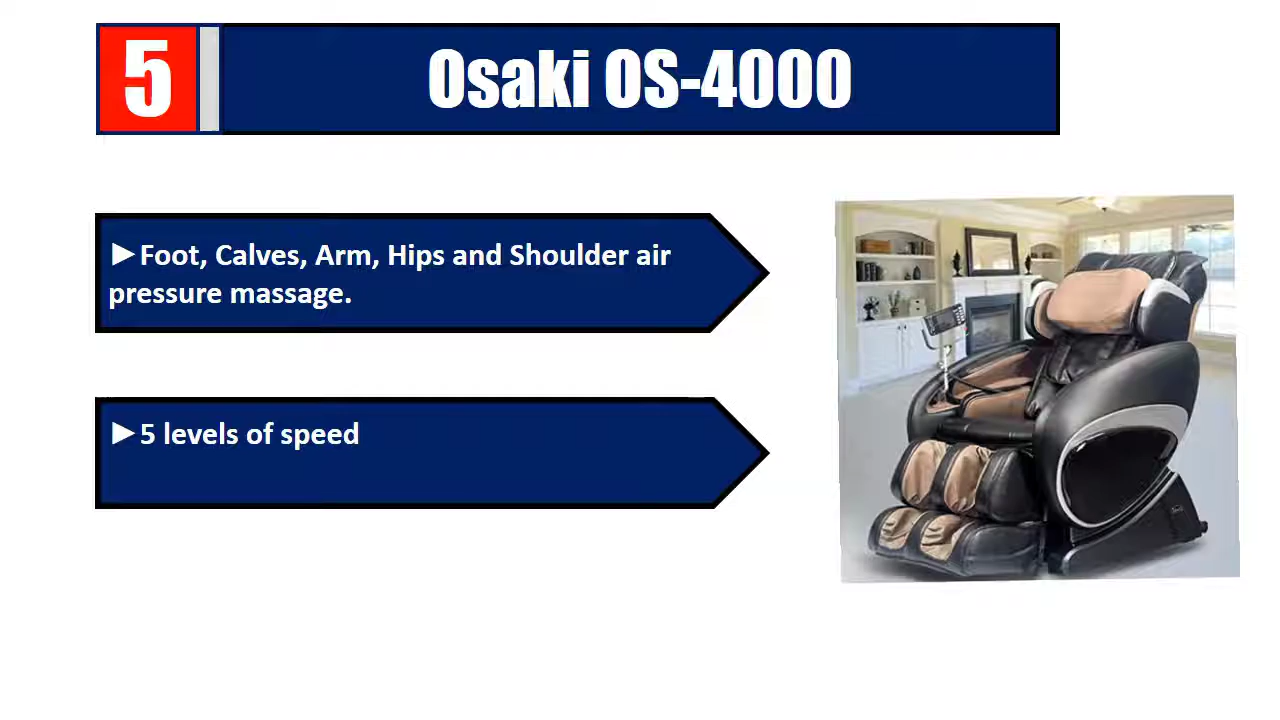 5
Osaki OS-4000
►Foot, Calves, Arm, Hips and Shoulder air
pressure massage.
►5 levels of speed